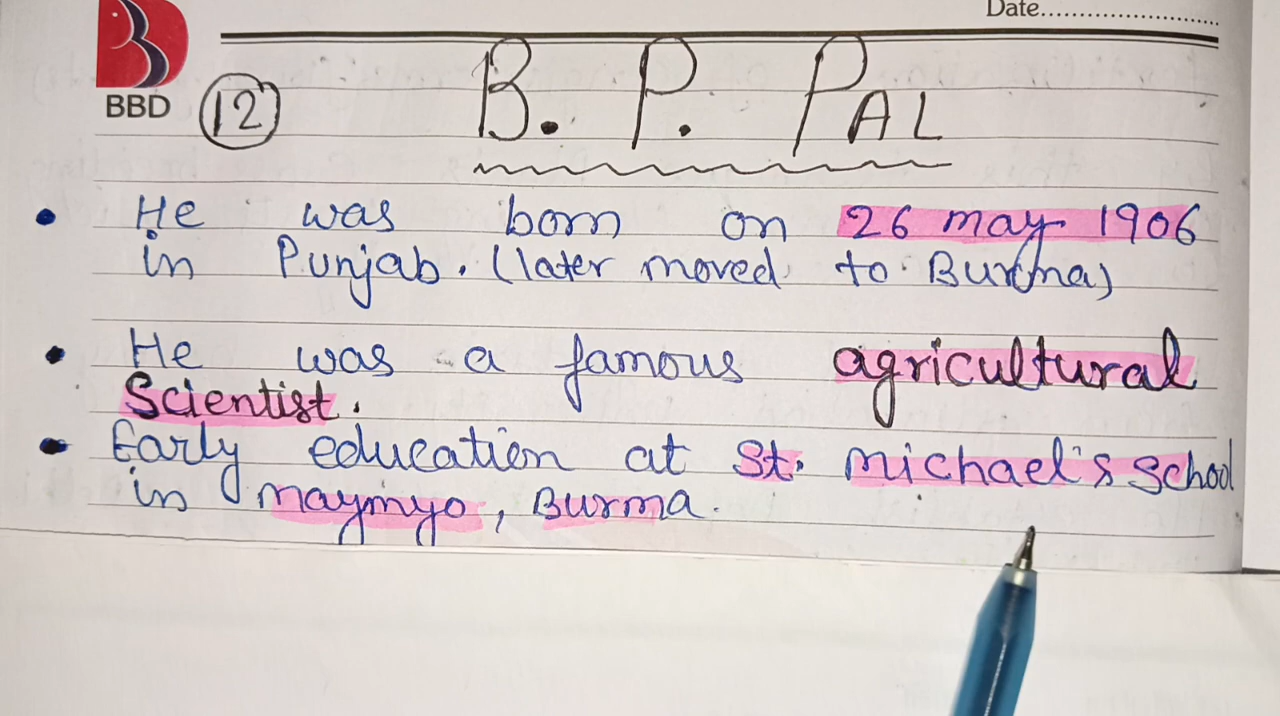 Date..............................
BBD
12
B. P. PAL
He was born on 26 may 1906
in Punjab. (later moved to Burma)
He was a famous agricultural
Scientist.
Early education at St. Michael's School
in maymyo, Burma.